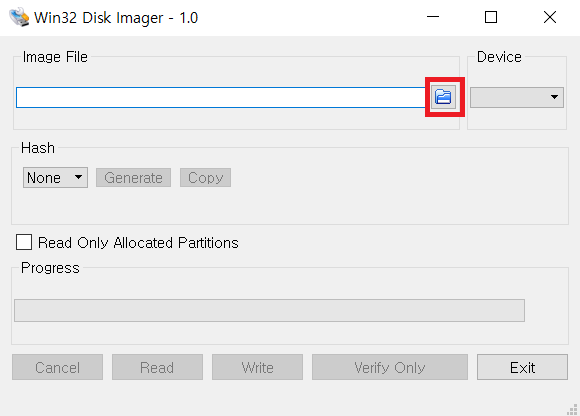 Win32 Disk Imager - 1.0
Image File
Device
Hash
None
Generate
Copy
Read Only Allocated Partitions
Progress
Cancel
Read
Write
Verify Only
Exit